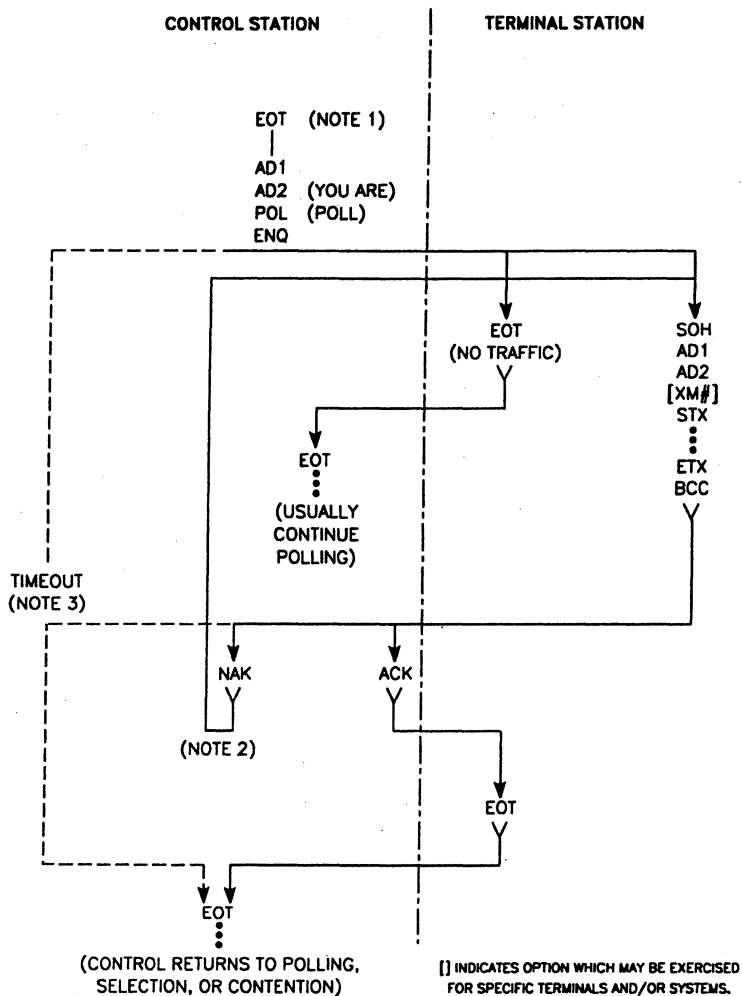 CONTROL STATION
TERMINAL STATION
EOT (NOTE 1)
AD1
AD2 (YOU ARE)
POL (POLL)
ENQ
EOT
(NO TRAFFIC)
SOH
AD1
AD2
[XM#]
STX
ETX
BCC
EOT
(USUALLY
CONTINUE
POLLING)
TIMEOUT
(NOTE 3)
NAK
ACK
(NOTE 2)
EOT
EOT
(CONTROL RETURNS TO POLLING,
SELECTION, OR CONTENTION)
[] INDICATES OPTION WHICH MAY BE EXERCISED
FOR SPECIFIC TERMINALS AND/OR SYSTEMS.